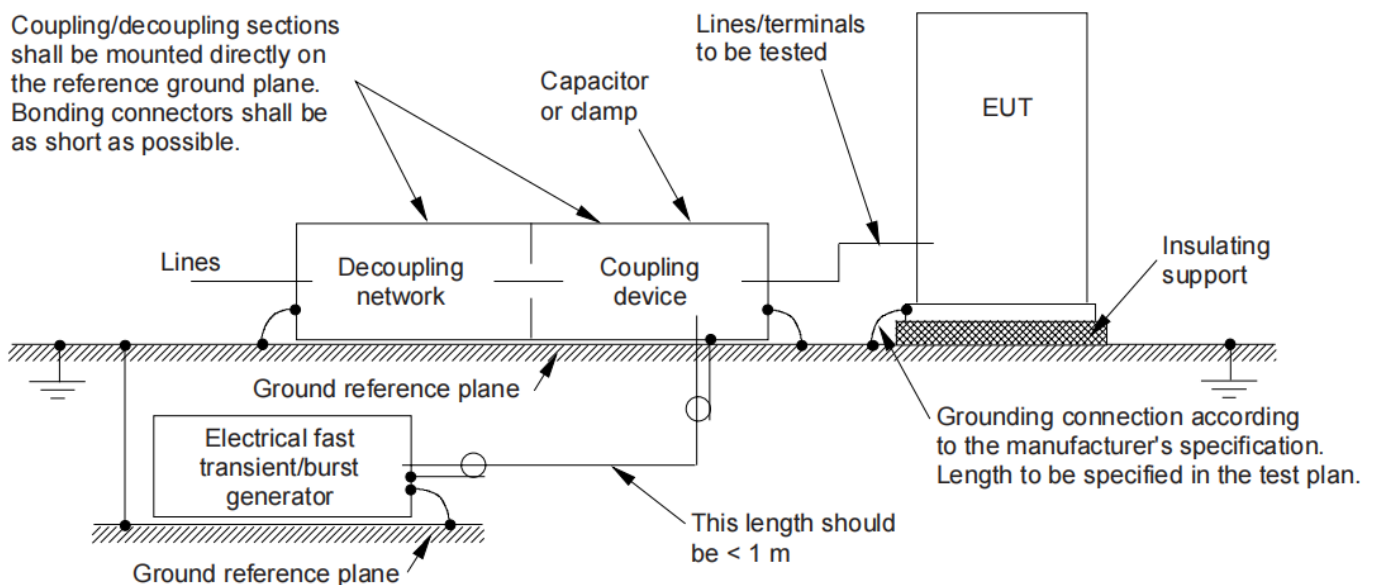 Coupling/decoupling sections
shall be mounted directly on
the reference ground plane.
Bonding connectors shall be
as short as possible.
Capacitor
or clamp
Lines/terminals
to be tested
EUT
Lines
Decoupling
network
Coupling
device
Insulating
support
Ground reference plane
Electrical fast
transient/burst
generator
Grounding connection according
to the manufacturer's specification.
Length to be specified in the test plan.
This length should
be < 1 m
Ground reference plane